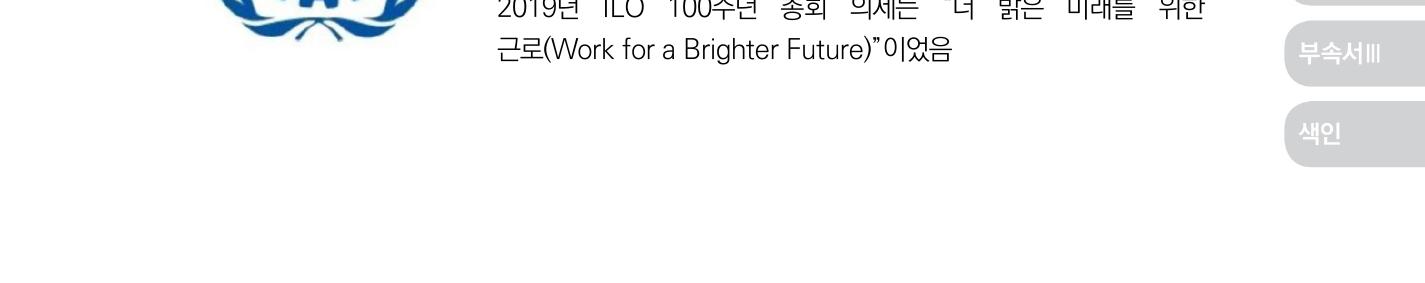 2019년 ILO 100주년 총회 의제는 “더 밝은 미래를 위한
근로(Work for a Brighter Future)”이었음
부속서Ⅲ
색인